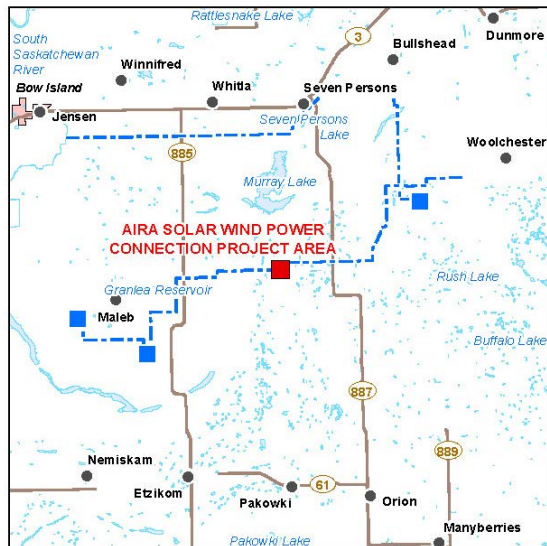 Rattlesnake Lake
Dunmore
3
South
Saskatchewan
River
Bullshead
Winnifred
Bow Island
Whitla
Seven Persons
Jensen
Seven Persons
Lake
885
Woolchester
Murray Lake
AIRA SOLAR WIND POWER
CONNECTION PROJECT AREA
Rush Lake
Granlea Reservoir
Maleb
Buffalo Lake
887
889
Nemiskam
Etzikom
61
Pakowki
Orion
Manyberries
Pakowki Lake